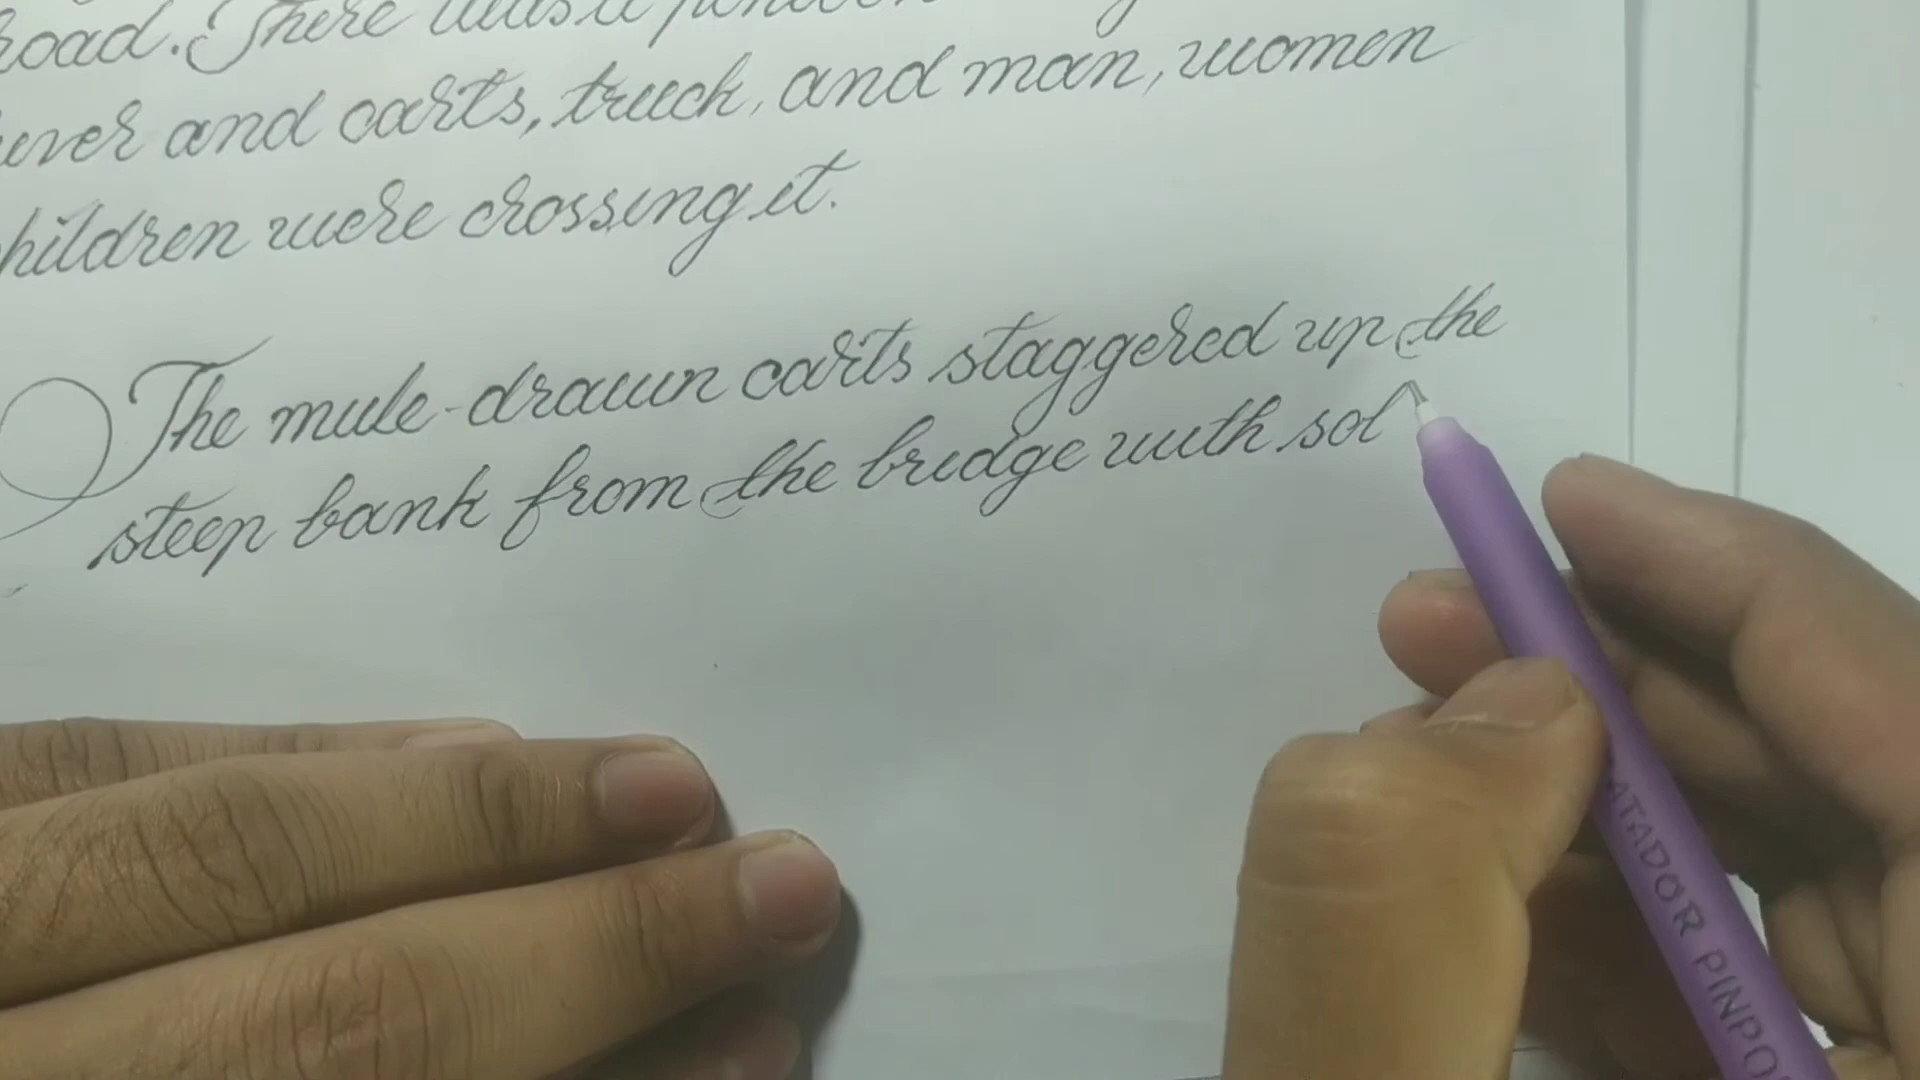 road. There was a
and carts, truck, and man, women
children were crossing it.
The mule-drawn carts staggered up the
steep bank from the bridge with sol
MATADOR PINPO